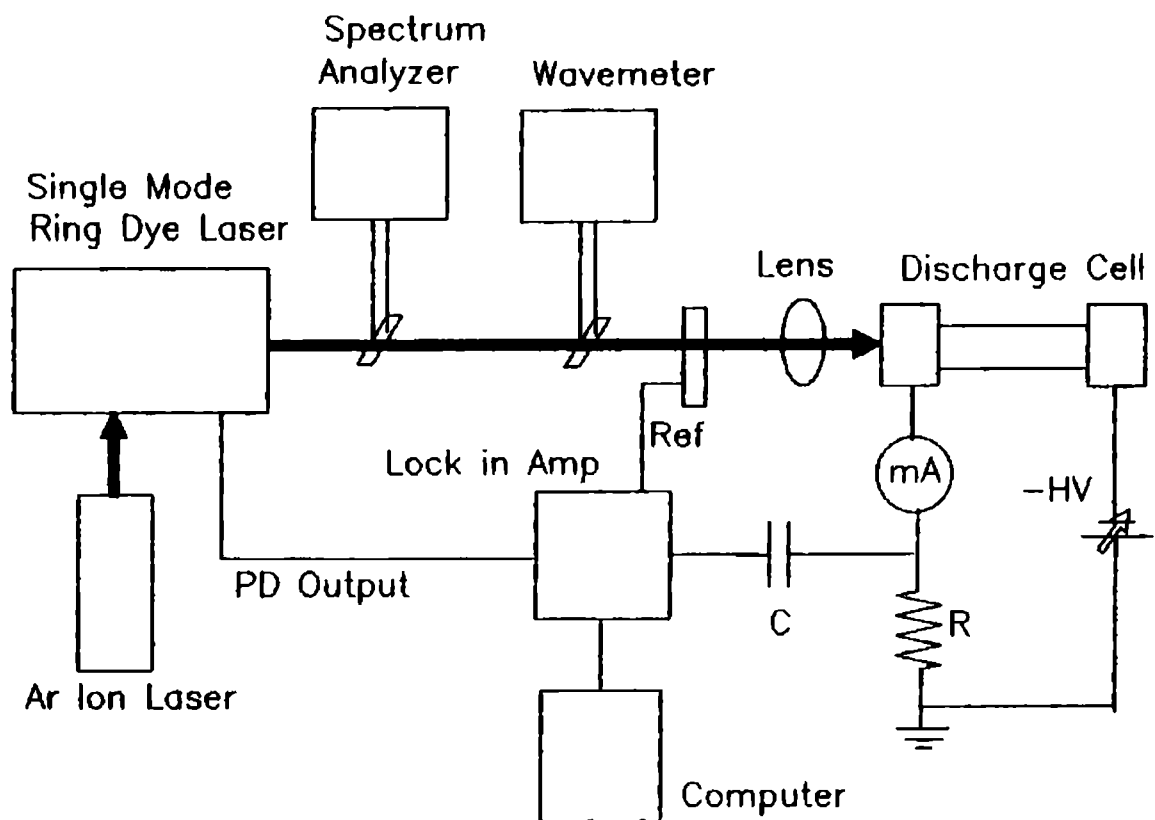 Spectrum
Analyzer
Wavemeter
Single Mode
Ring Dye Laser
Lens
Discharge Cell
Ref
Lock in Amp
mA
-HV
PD Output
C
R
Ar Ion Laser
Computer